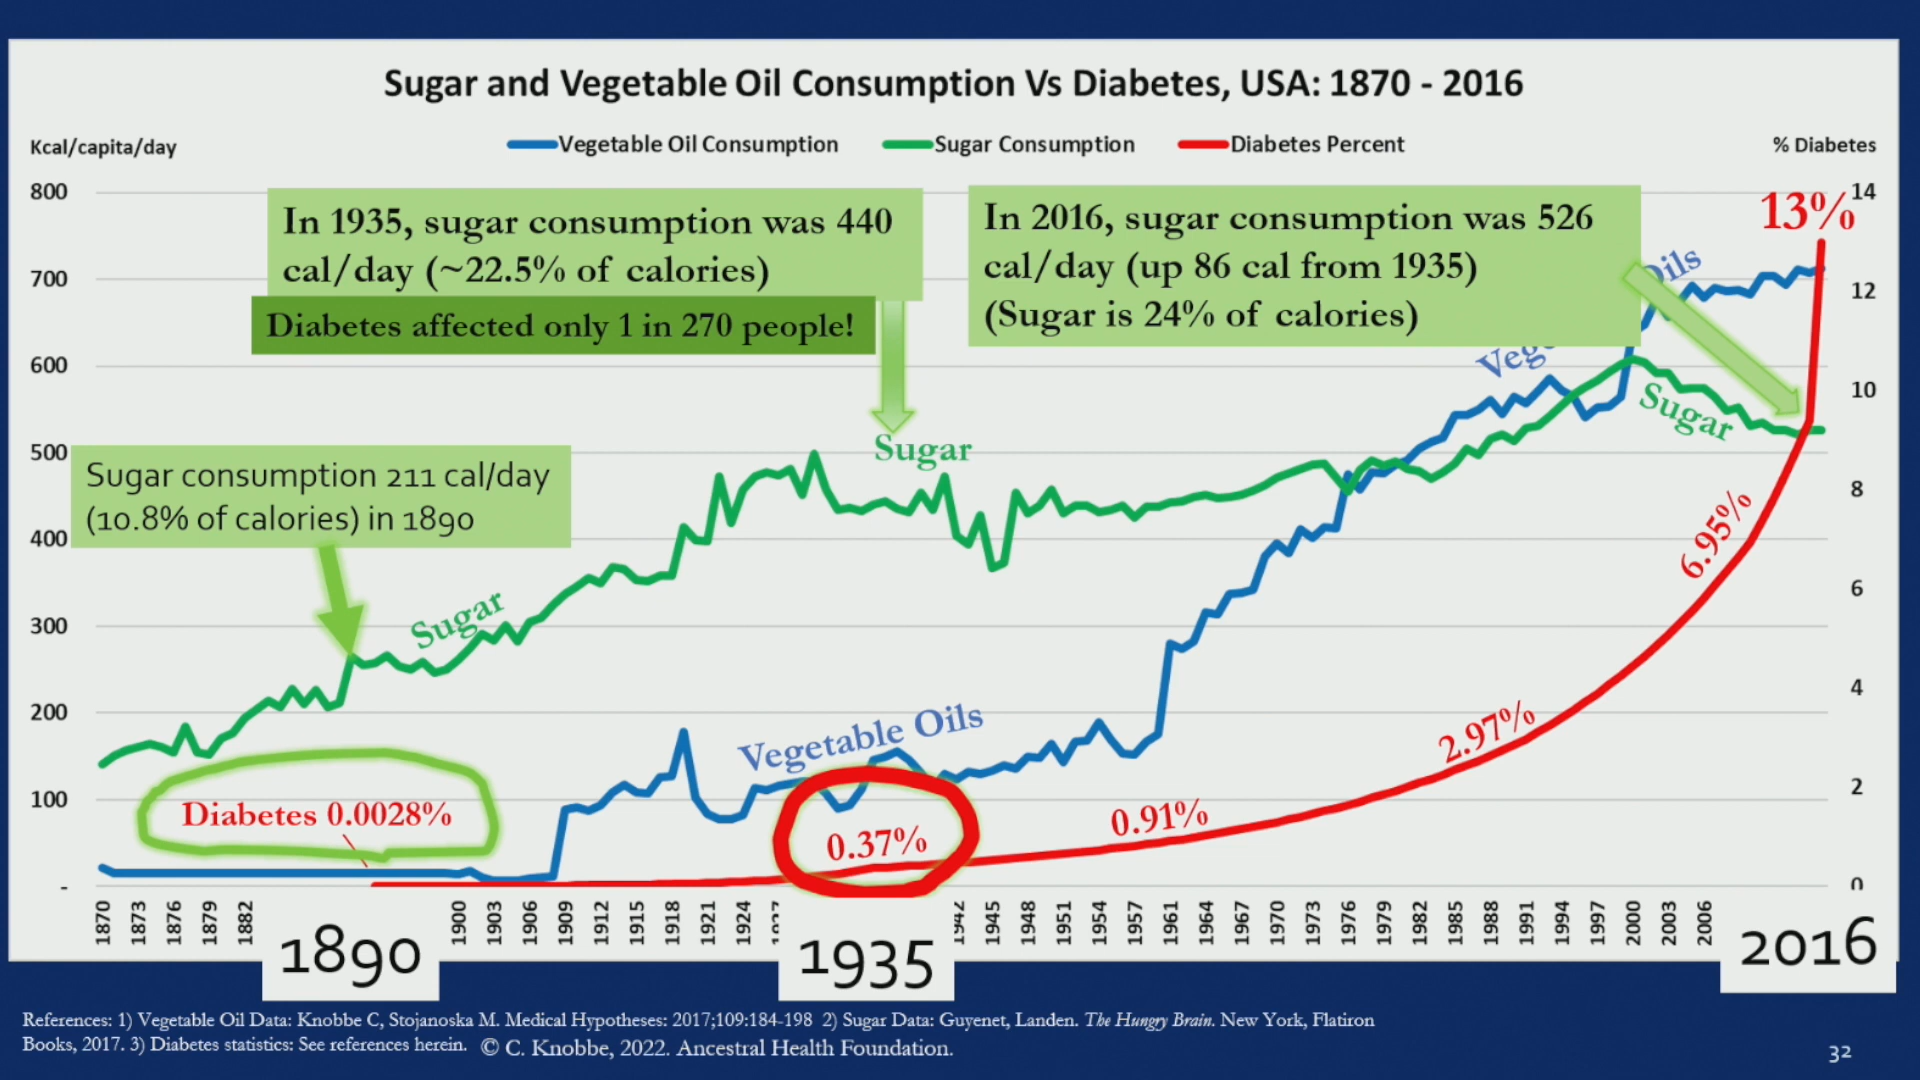 Sugar and Vegetable Oil Consumption Vs Diabetes, USA: 1870 - 2016
Kcal/capita/day
Vegetable Oil Consumption
Sugar Consumption
Diabetes Percent
% Diabetes
800
700
600
500
400
300
200
100
-
14
12
10
8
6
4
2
0
In 1935, sugar consumption was 440
cal/day (~22.5% of calories)
Diabetes affected only 1 in 270 people!
In 2016, sugar consumption was 526
cal/day (up 86 cal from 1935)
(Sugar is 24% of calories)
13%
Oils
Sugar consumption 211 cal/day
(10.8% of calories) in 1890
Sugar
Sugar
Sugar
Vegetable Oils
Diabetes 0.0028%
0.37%
0.91%
2.97%
6.95%
1870
1873
1876
1879
1882
1900
1903
1906
1909
1912
1915
1918
1921
1924
1942
1945
1948
1951
1954
1957
1961
1964
1967
1970
1973
1976
1979
1982
1985
1988
1991
1994
1997
2000
2003
2006
1890
1935
2016
References: 1) Vegetable Oil Data: Knobbe C, Stojanoska M. Medical Hypotheses: 2017;109:184-198 2) Sugar Data: Guyenet, Landen. The Hungry Brain. New York, Flatiron
Books, 2017. 3) Diabetes statistics: See references herein. © C. Knobbe, 2022. Ancestral Health Foundation.
32